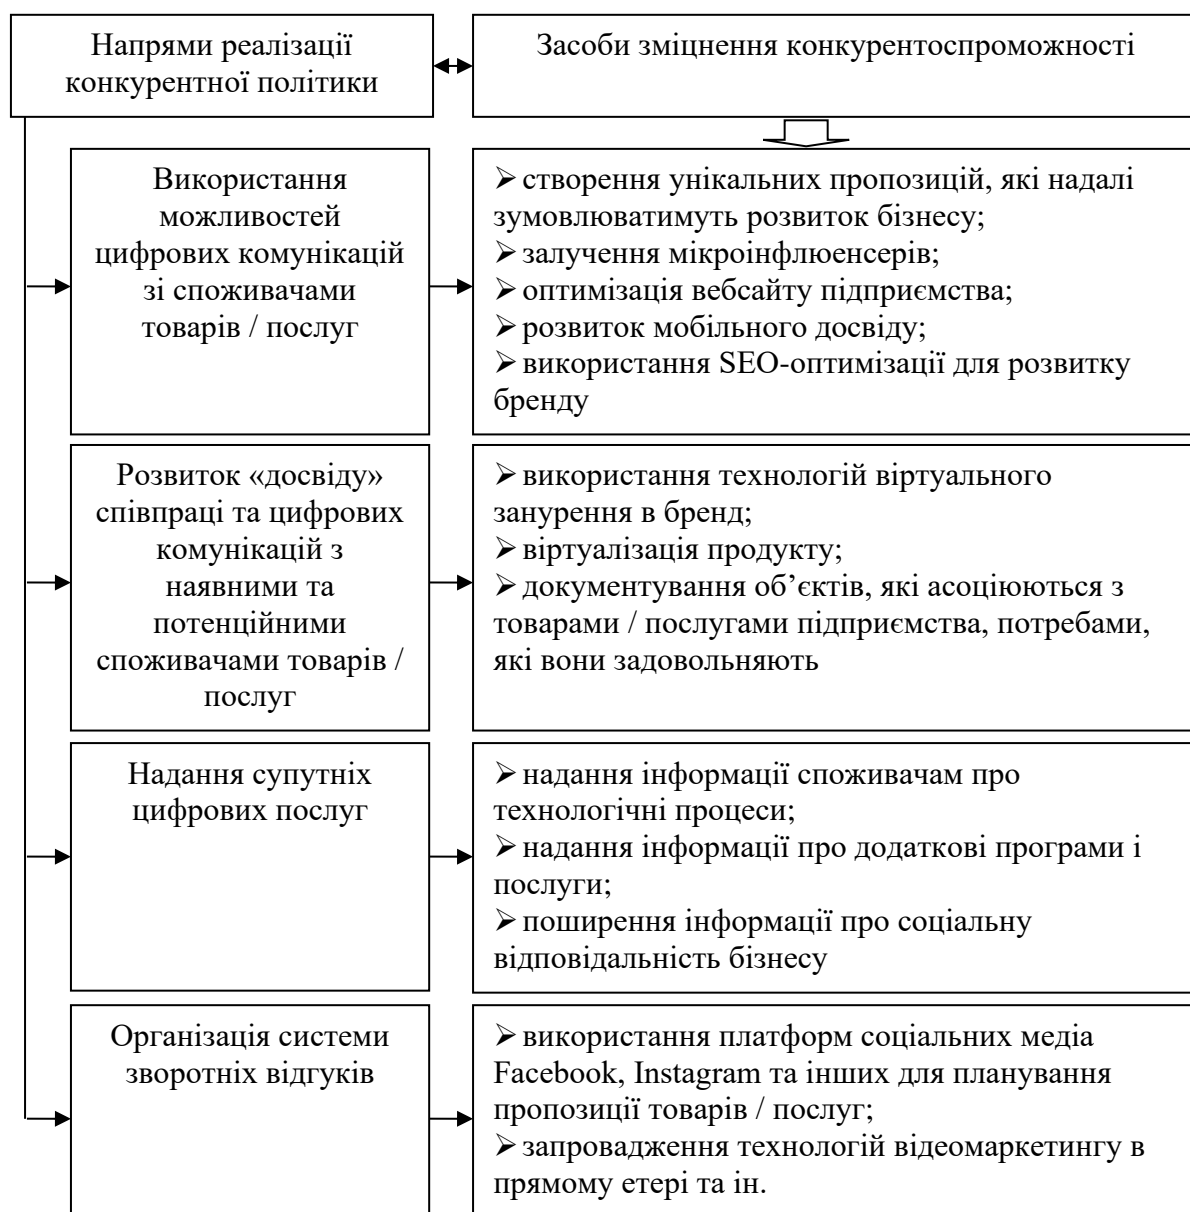 Напрями реалізації
конкурентної політики
Засоби зміцнення конкурентоспроможності
Використання
можливостей
цифрових комунікацій
зі споживачами
товарів / послуг
➢ створення унікальних пропозицій, які надалі
зумовлюватимуть розвиток бізнесу;
➢ залучення мікроінфлюенсерів;
➢ оптимізація вебсайту підприємства;
➢ розвиток мобільного досвіду;
➢ використання SEO-оптимізації для розвитку
бренду
Розвиток «досвіду»
співпраці та цифрових
комунікацій з
наявними та
потенційними
споживачами товарів /
послуг
➢ використання технологій віртуального
занурення в бренд;
➢ віртуалізація продукту;
➢ документування об’єктів, які асоціюються з
товарами / послугами підприємства, потребами,
які вони задовольняють
Надання супутніх
цифрових послуг
➢ надання інформації споживачам про
технологічні процеси;
➢ надання інформації про додаткові програми і
послуги;
➢ поширення інформації про соціальну
відповідальність бізнесу
Організація системи
зворотніх відгуків
➢ використання платформ соціальних медіа
Facebook, Instagram та інших для планування
пропозиції товарів / послуг;
➢ запровадження технологій відеомаркетингу в
прямому етері та ін.